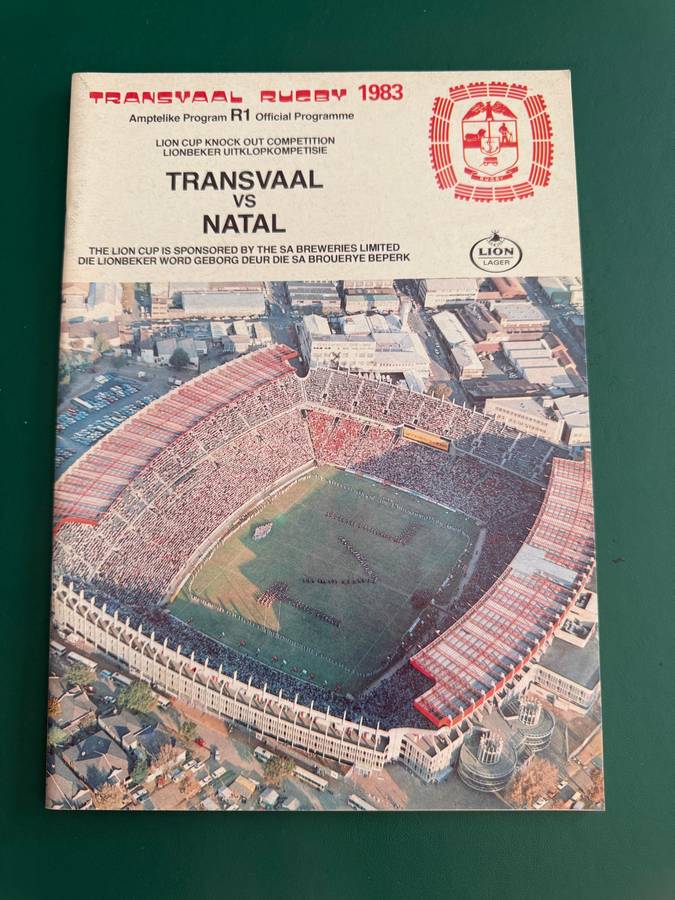 TRANSVAAL RUGBY 1983
Amptelike Program R1 Official Programme
LION CUP KNOCK OUT COMPETITION
LIONBEKER UITKLOPKOMPETISIE
TRANSVAAL
VS
NATAL
THE LION CUP IS SPONSORED BY THE SA BREWERIES LIMITED
DIE LIONBEKER WORD GEBORG DEUR DIE SA BROUERYE BEPERK
RUGBY
LION
LAGER